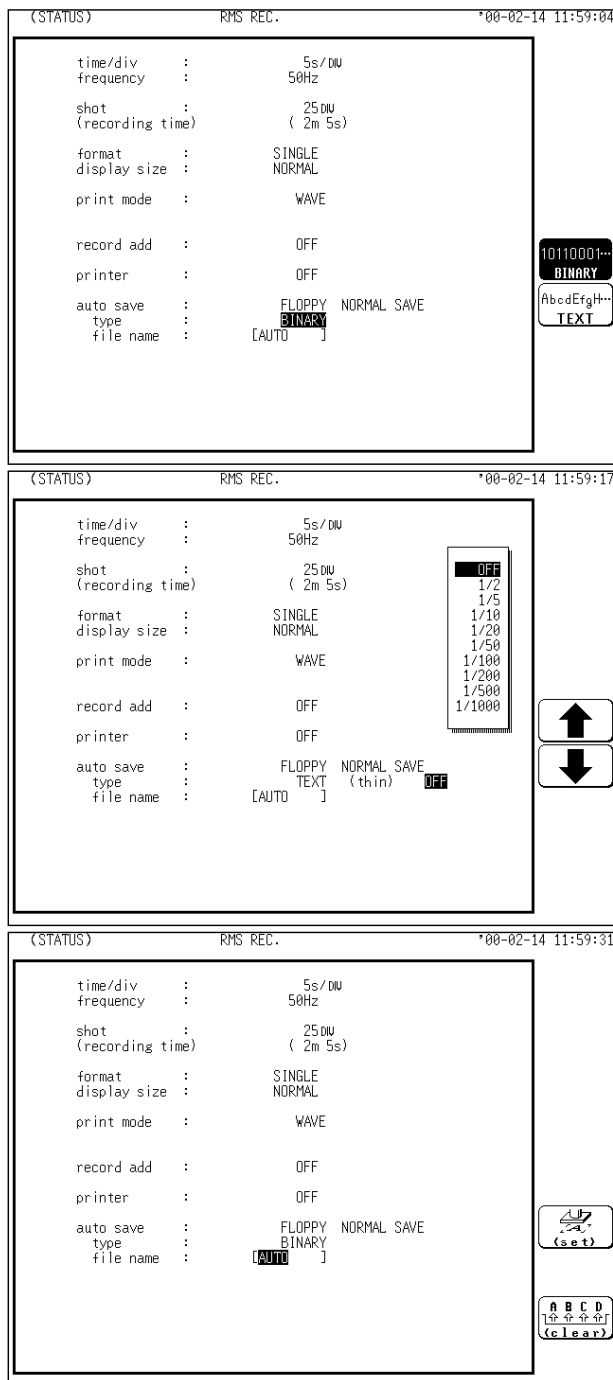 (STATUS) RMS REC. '00-02-14 11:59:04
time/div : 5s/DIV
frequency : 50Hz
shot : 25DIV
(recording time) ( 2m 5s)
format : SINGLE
display size : NORMAL
print mode : WAVE
record add : OFF
printer : OFF
auto save : FLOPPY NORMAL SAVE
type : BINARY
file name : [AUTO ]
10110001…
BINARY
AbcdEfgH…
TEXT
(STATUS) RMS REC. '00-02-14 11:59:17
time/div : 5s/DIV
frequency : 50Hz
shot : 25DIV
(recording time) ( 2m 5s)
format : SINGLE
display size : NORMAL
print mode : WAVE
record add : OFF
printer : OFF
auto save : FLOPPY NORMAL SAVE
type : TEXT (thin) OFF
file name : [AUTO ]
OFF
1/2
1/5
1/10
1/20
1/50
1/100
1/200
1/500
1/1000
(STATUS) RMS REC. '00-02-14 11:59:31
time/div : 5s/DIV
frequency : 50Hz
shot : 25DIV
(recording time) ( 2m 5s)
format : SINGLE
display size : NORMAL
print mode : WAVE
record add : OFF
printer : OFF
auto save : FLOPPY NORMAL SAVE
type : BINARY
file name : [AUTO ]
(set)
A B C D
(clear)